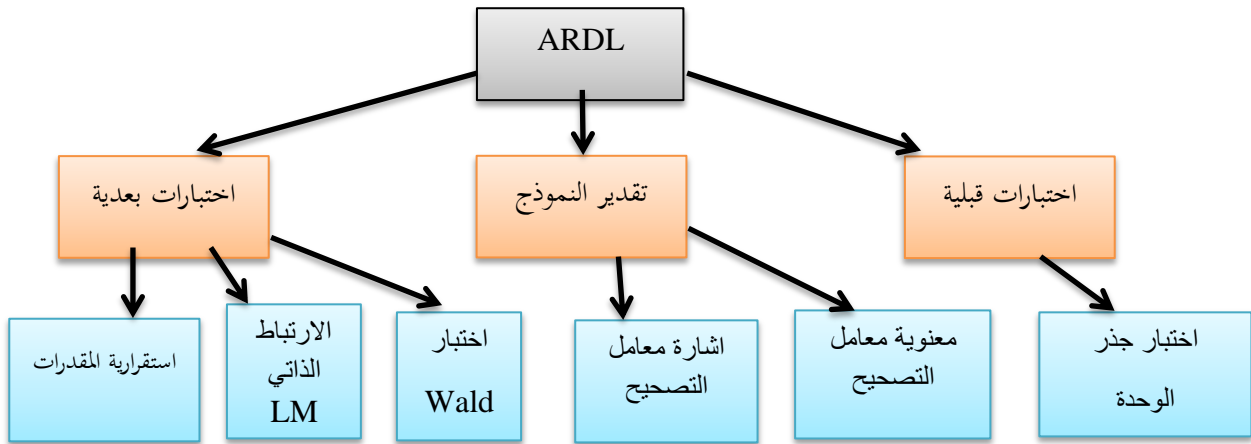 ARDL
اختبارات قبلية
تقدير النموذج
اختبارات بعدية
اختبار جذر
الوحدة
معنوية معامل
التصحيح
اشارة معامل
التصحيح
اختبار
Wald
الارتباط
الذاتي
LM
استقرارية المقدرات